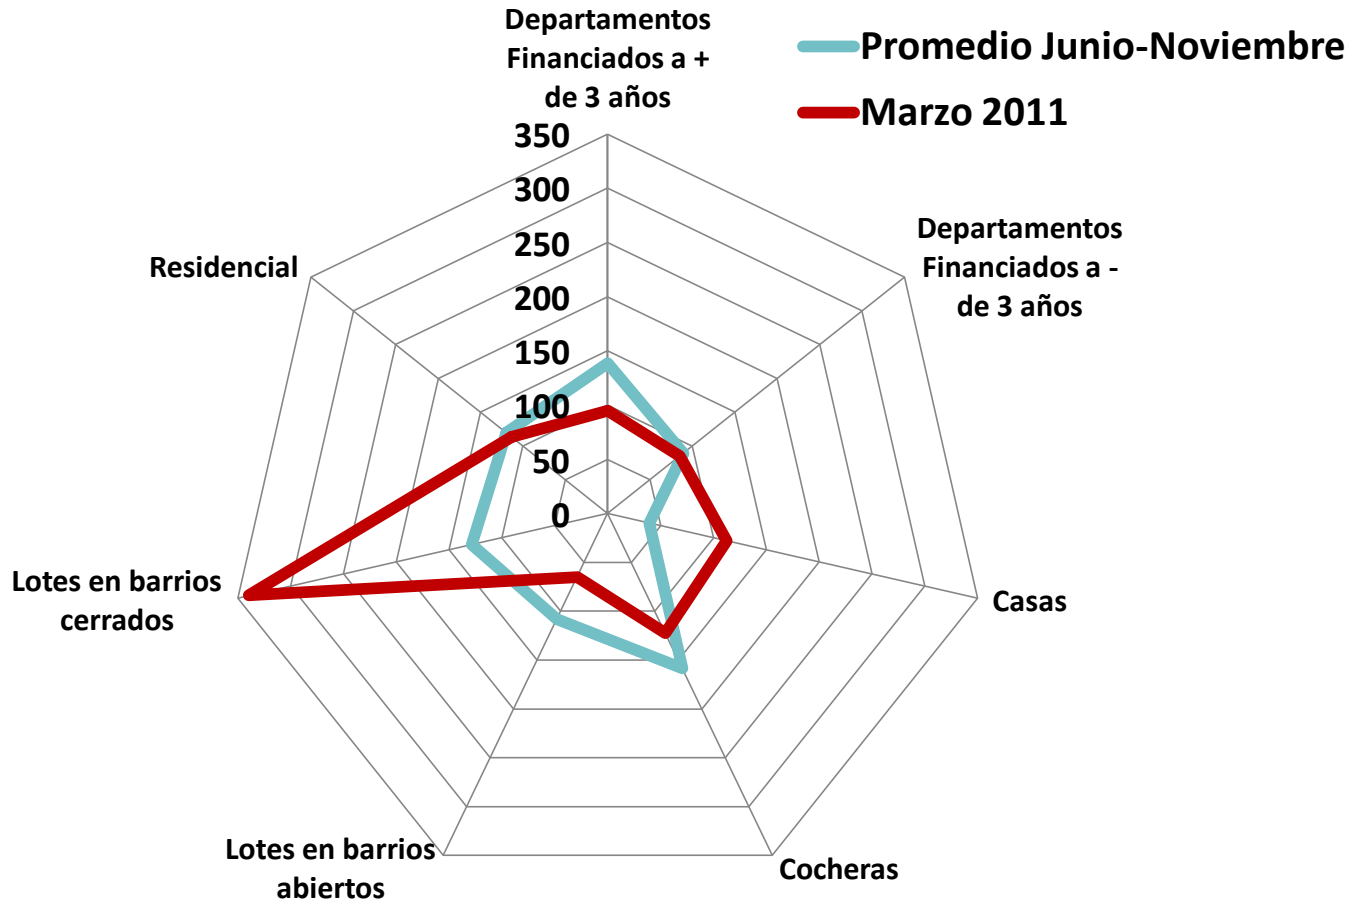 Departamentos
Financiados a +
de 3 años
Promedio Junio-Noviembre
Marzo 2011
350
300
250
200
150
100
50
0
Departamentos
Financiados a -
de 3 años
Residencial
Casas
Lotes en barrios
cerrados
Lotes en barrios
abiertos
Cocheras